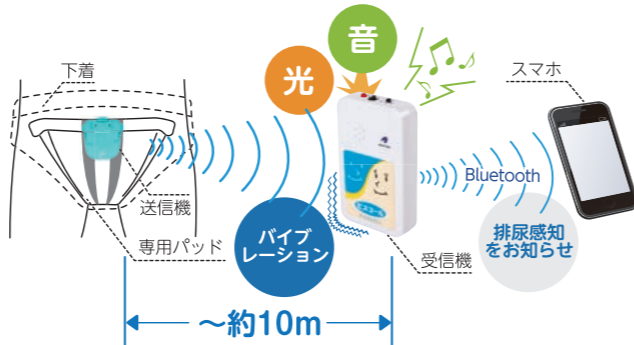 音
光
下着
スマホ
Bluetooth
送信機
専用パッド
バイブ
レーション
受信機
排尿感知
をお知らせ
～約10m